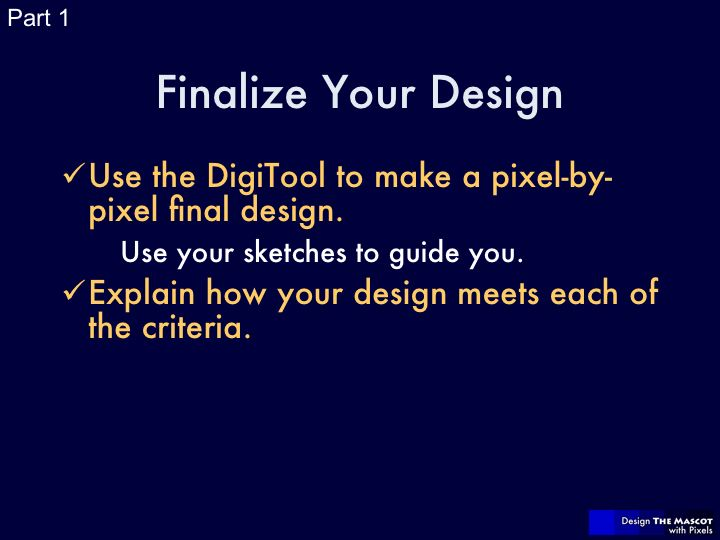 Part 1
Finalize Your Design
✓ Use the DigiTool to make a pixel-by-
pixel final design.
Use your sketches to guide you.
✓ Explain how your design meets each of
the criteria.
Design THE MASCOT
with Pixels